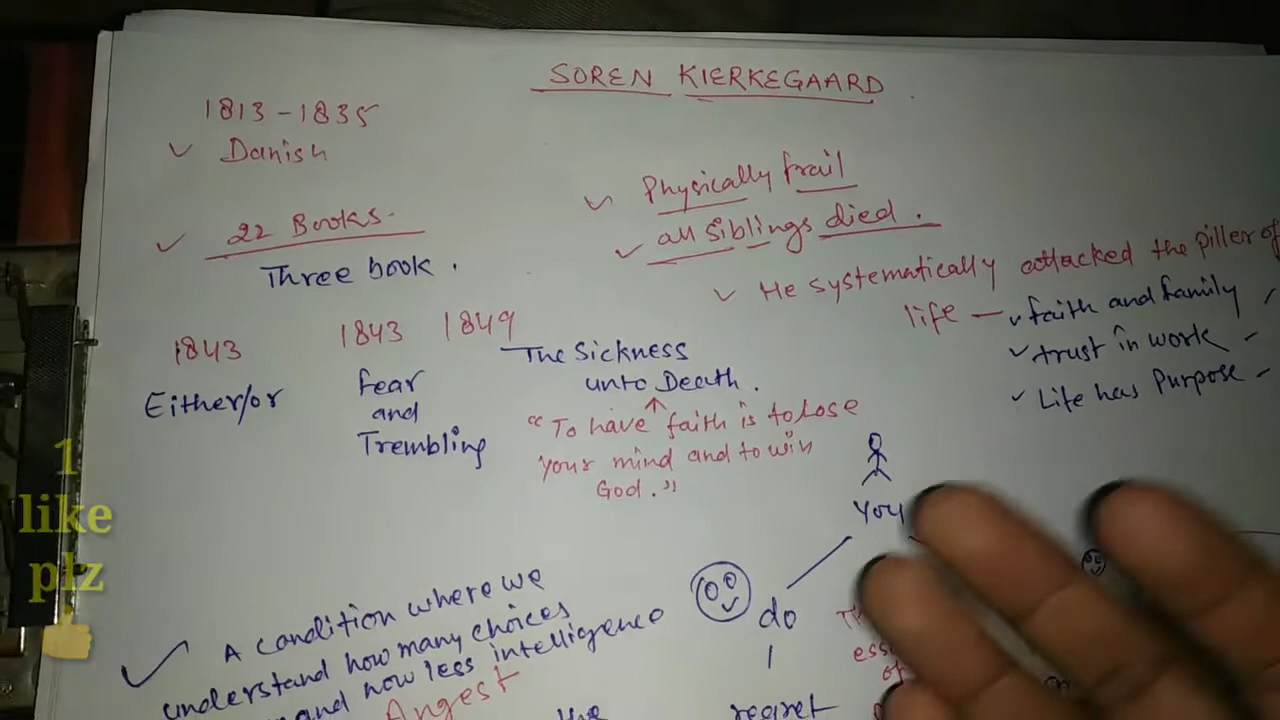 SOREN KIERKEGAARD
1813-1835
Danish
22 Books.
Three book.
1843
Either/or
1843
Fear
and
Trembling
1849
The Sickness
unto Death.
"To have faith is to Lose
your mind and to win
God."
Physically frail
all siblings died.
He systematically attacked the piller of
life - faith and family
trust in work
Life has Purpose
You
do
regret
A condition where we
understand how many choices
and how less intelligence
Angest
the
of
1
like
plz